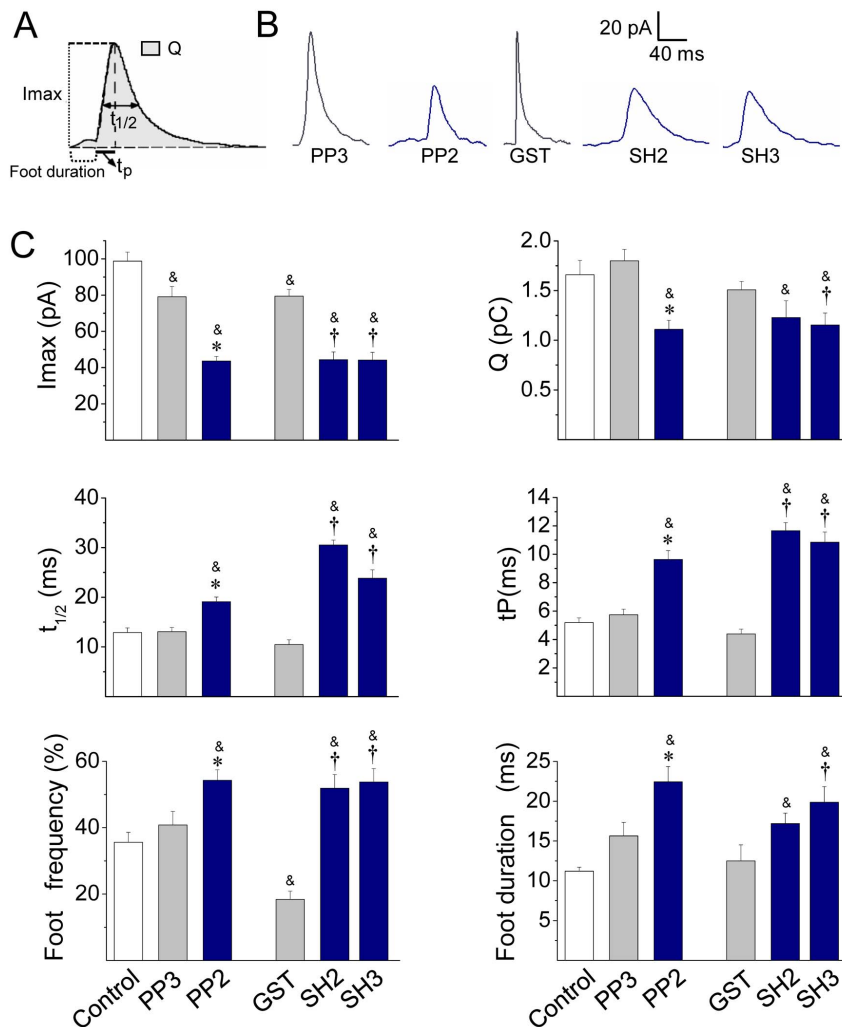 A
Q
Imax
t1/2
Foot duration
tp
B
20 pA
40 ms
PP3
PP2
GST
SH2
SH3
C
Imax (pA)
100
80
60
40
20
&
&
*
&
&
†
&
†
Q (pC)
2.0
1.5
1.0
0.5
&
*
&
&
†
t1/2 (ms)
40
30
20
10
&
*
&
†
&
†
tP(ms)
14
12
10
8
6
4
2
&
*
&
†
&
†
Foot frequency (%)
60
40
20
&
*
&
&
†
&
†
Control
PP3
PP2
GST
SH2
SH3
Foot duration (ms)
25
20
15
10
5
&
*
&
&
†
Control
PP3
PP2
GST
SH2
SH3